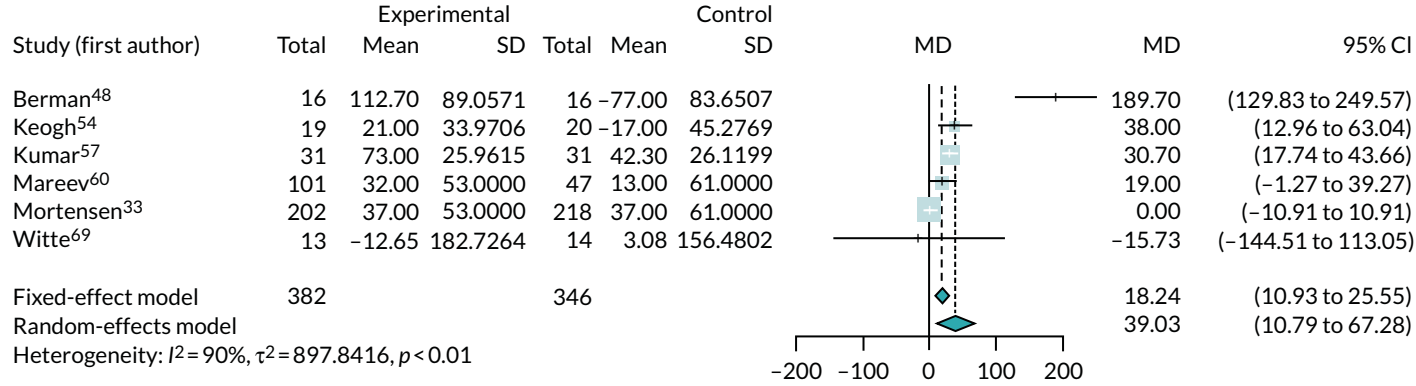 Experimental Control
Study (first author) Total Mean SD Total Mean SD MD MD 95% CI
Berman48 16 112.70 89.0571 16 −77.00 83.6507 189.70 (129.83 to 249.57)
Keogh54 19 21.00 33.9706 20 −17.00 45.2769 38.00 (12.96 to 63.04)
Kumar57 31 73.00 25.9615 31 42.30 26.1199 30.70 (17.74 to 43.66)
Mareev60 101 32.00 53.0000 47 13.00 61.0000 19.00 (−1.27 to 39.27)
Mortensen33 202 37.00 53.0000 218 37.00 61.0000 0.00 (−10.91 to 10.91)
Witte69 13 −12.65 182.7264 14 3.08 156.4802 −15.73 (−144.51 to 113.05)
Fixed-effect model 382 346 18.24 (10.93 to 25.55)
Random-effects model 39.03 (10.79 to 67.28)
Heterogeneity: I2=90%, τ2=897.8416, p<0.01
−200 −100 0 100 200